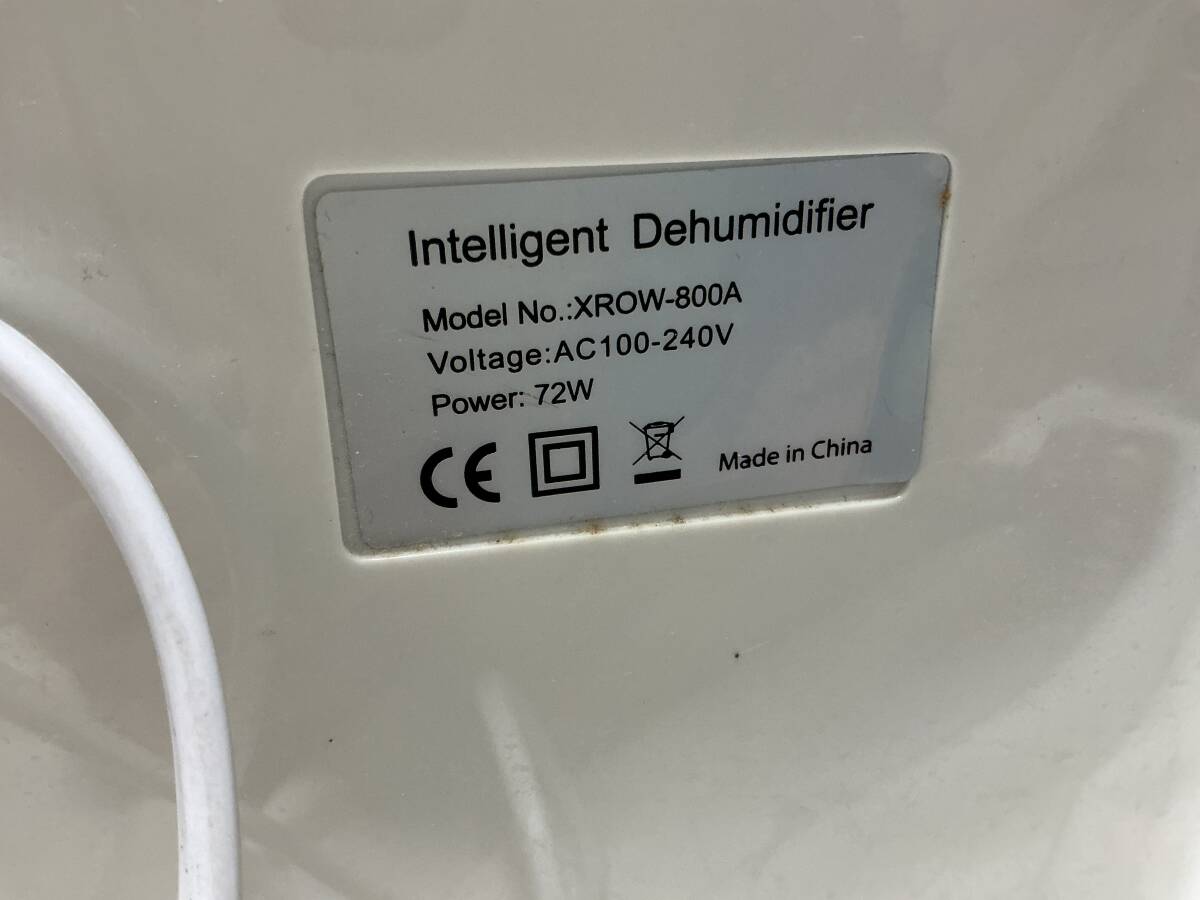 Intelligent Dehumidifier
Model No.:XROW-800A
Voltage:AC100-240V
Power: 72W
CE
Made in China